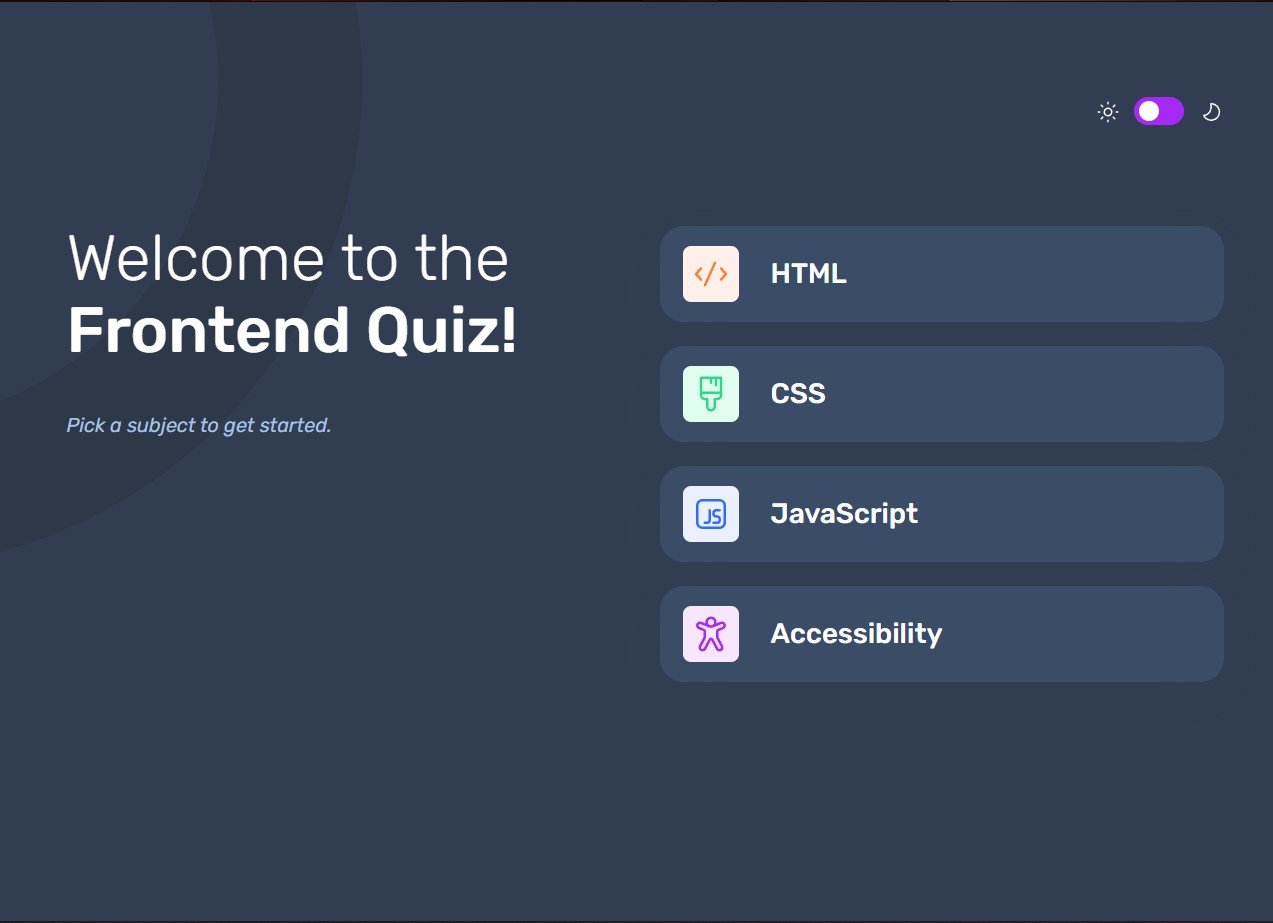 Welcome to the
Frontend Quiz!
Pick a subject to get started.
HTML
CSS
JS
JavaScript
Accessibility